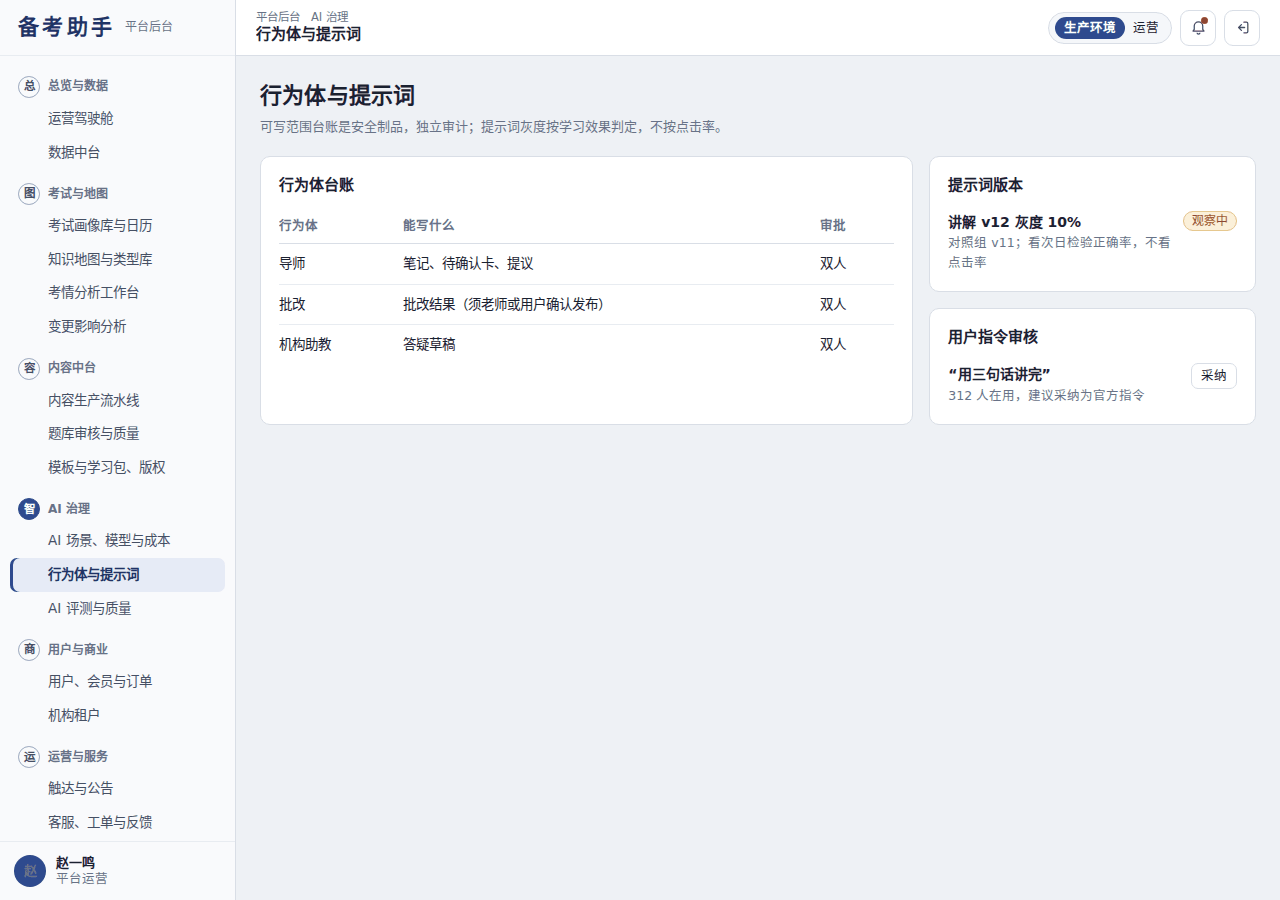 备考助手 平台后台
总 总览与数据
运营驾驶舱
数据中台
图 考试与地图
考试画像库与日历
知识地图与类型库
考情分析工作台
变更影响分析
容 内容中台
内容生产流水线
题库审核与质量
模板与学习包、版权
智 AI 治理
AI 场景、模型与成本
行为体与提示词
AI 评测与质量
商 用户与商业
用户、会员与订单
机构租户
运 运营与服务
触达与公告
客服、工单与反馈
赵 赵一鸣
平台运营
平台后台 AI 治理
行为体与提示词
生产环境 运营
行为体与提示词
可写范围台账是安全制品，独立审计；提示词灰度按学习效果判定，不按点击率。
行为体台账
行为体 能写什么 审批
导师 笔记、待确认卡、提议 双人
批改 批改结果（须老师或用户确认发布） 双人
机构助教 答疑草稿 双人
提示词版本
讲解 v12 灰度 10% 观察中
对照组 v11；看次日检验正确率，不看
点击率
用户指令审核
“用三句话讲完” 采纳
312 人在用，建议采纳为官方指令